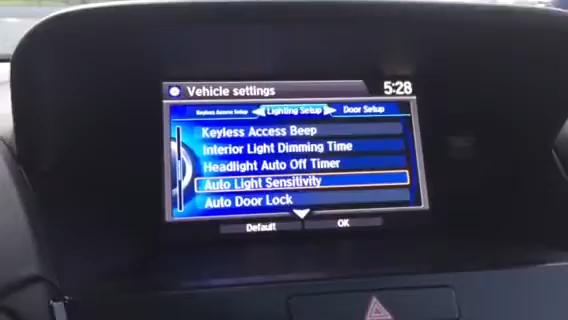 Vehicle settings 5:28
Keyless Access Setup Lighting Setup Door Setup
Keyless Access Beep
Interior Light Dimming Time
Headlight Auto Off Timer
Auto Light Sensitivity
Auto Door Lock
Default OK